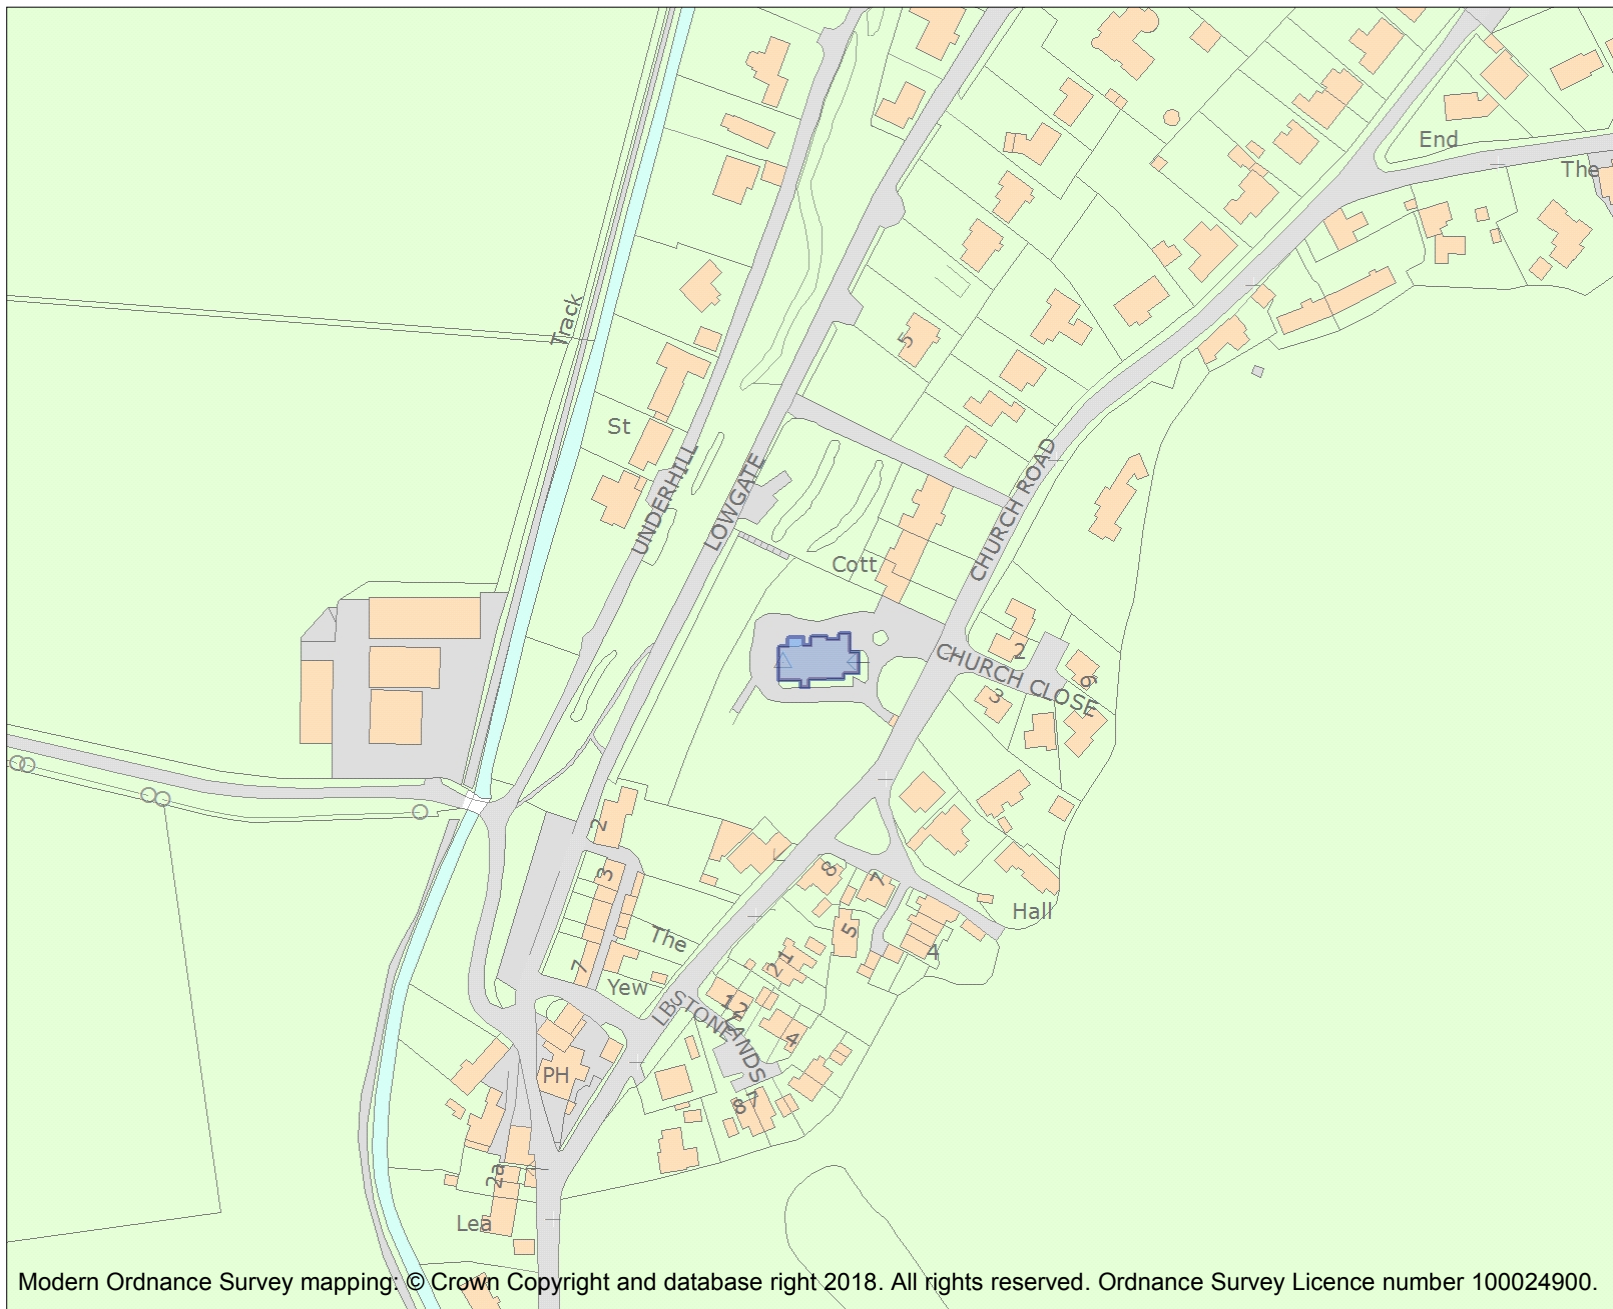 End
The
Track
5
St
UNDERHILL
LOWGATE
CHURCH ROAD
Cott
2
CHURCH CLOSE
6
3
2
3
8
7
Hall
5
4
The
21
7
Yew
12
LB
STONELANDS
4
PH
7
8
2a
Lea
Modern Ordnance Survey mapping: © Crown Copyright and database right 2018. All rights reserved. Ordnance Survey Licence number 100024900.